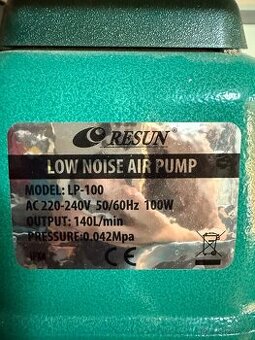 RESUN
LOW NOISE AIR PUMP
MODEL: LP-100
AC 220-240V 50/60Hz 100W
OUTPUT: 140L/min
PRESSURE:0.042Mpa
IPX4 CE